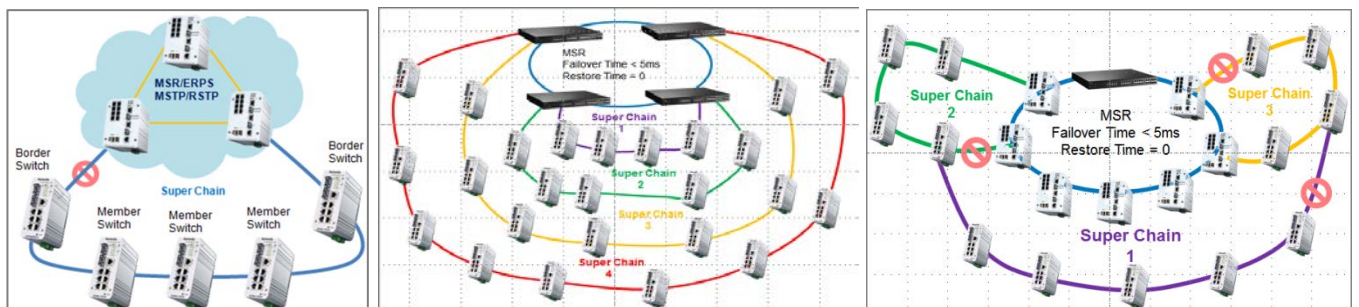 MSR/ERPS
MSTP/RSTP
Border
Switch
Border
Switch
Super Chain
Member
Switch
Member
Switch
Member
Switch
MSR
Failover Time < 5ms
Restore Time = 0
Super Chain
1
Super Chain
2
Super Chain
3
Super Chain
4
Super Chain
2
MSR
Failover Time < 5ms
Restore Time = 0
Super Chain
3
Super Chain
1